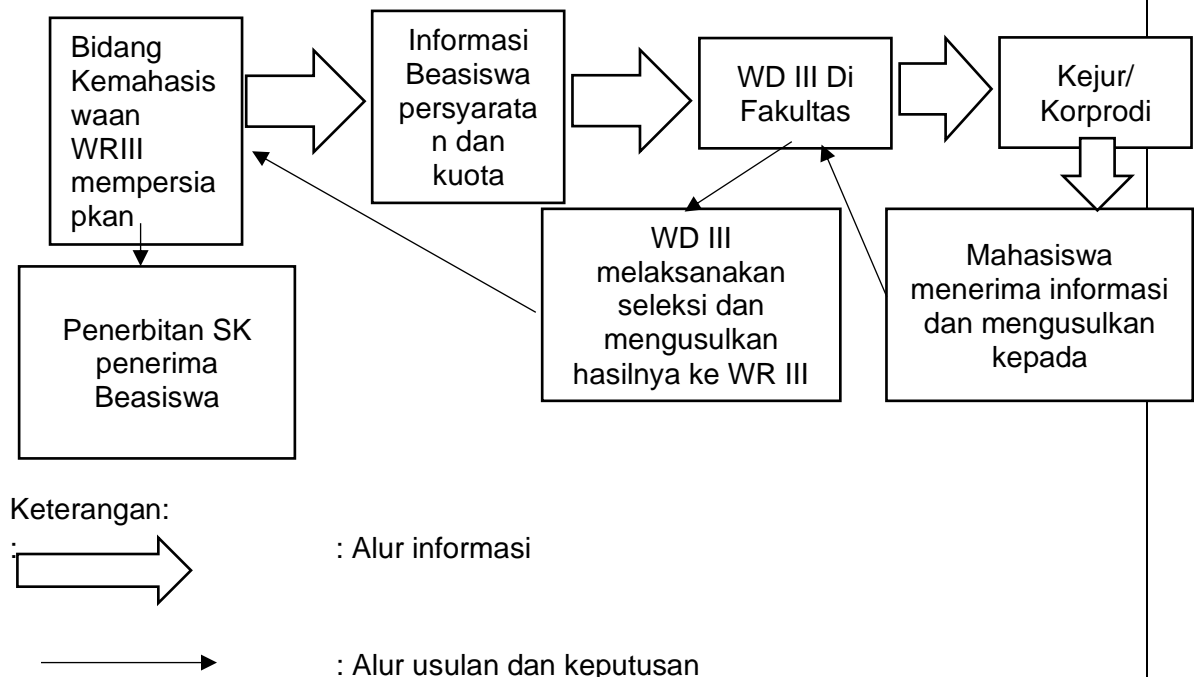 Bidang
Kemahasis
waan
WRIII
mempersia
pkan
Informasi
Beasiswa
persyarata
n dan
kuota
WD III Di
Fakultas
Kejur/
Korprodi
Mahasiswa
menerima informasi
dan mengusulkan
kepada
WD III
melaksanakan
seleksi dan
mengusulkan
hasilnya ke WR III
Penerbitan SK
penerima
Beasiswa
Keterangan:
:
: Alur informasi
: Alur usulan dan keputusan